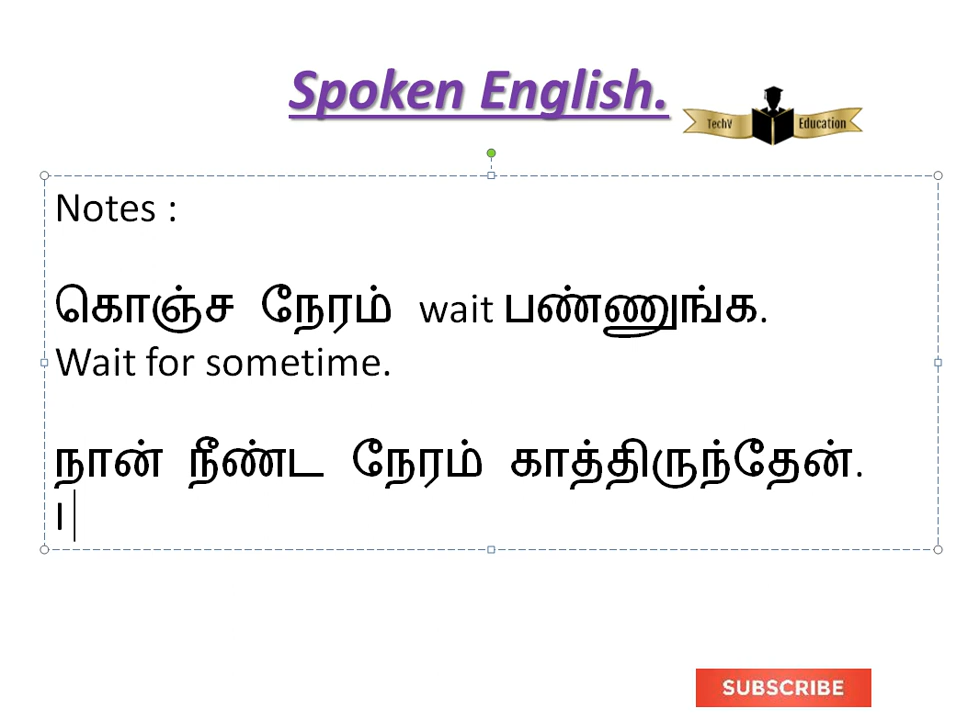 Spoken English.
TechV Education
Notes :
கொஞ்ச நேரம் wait பண்ணுங்க.
Wait for sometime.
நான் நீண்ட நேரம் காத்திருந்தேன்.
I
SUBSCRIBE